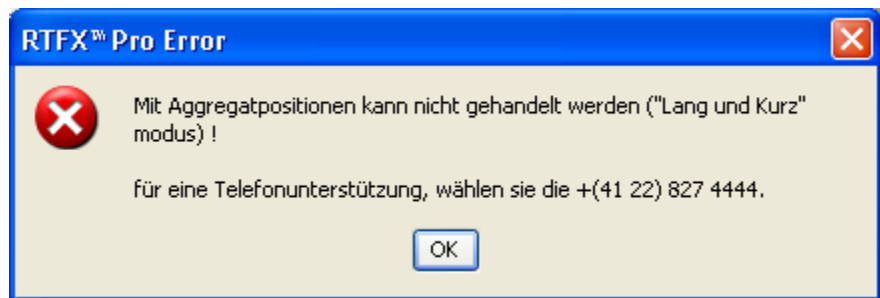 RTFX™ Pro Error
Mit Aggregatpositionen kann nicht gehandelt werden ("Lang und Kurz"
modus) !
für eine Telefonunterstützung, wählen sie die +(41 22) 827 4444.
OK